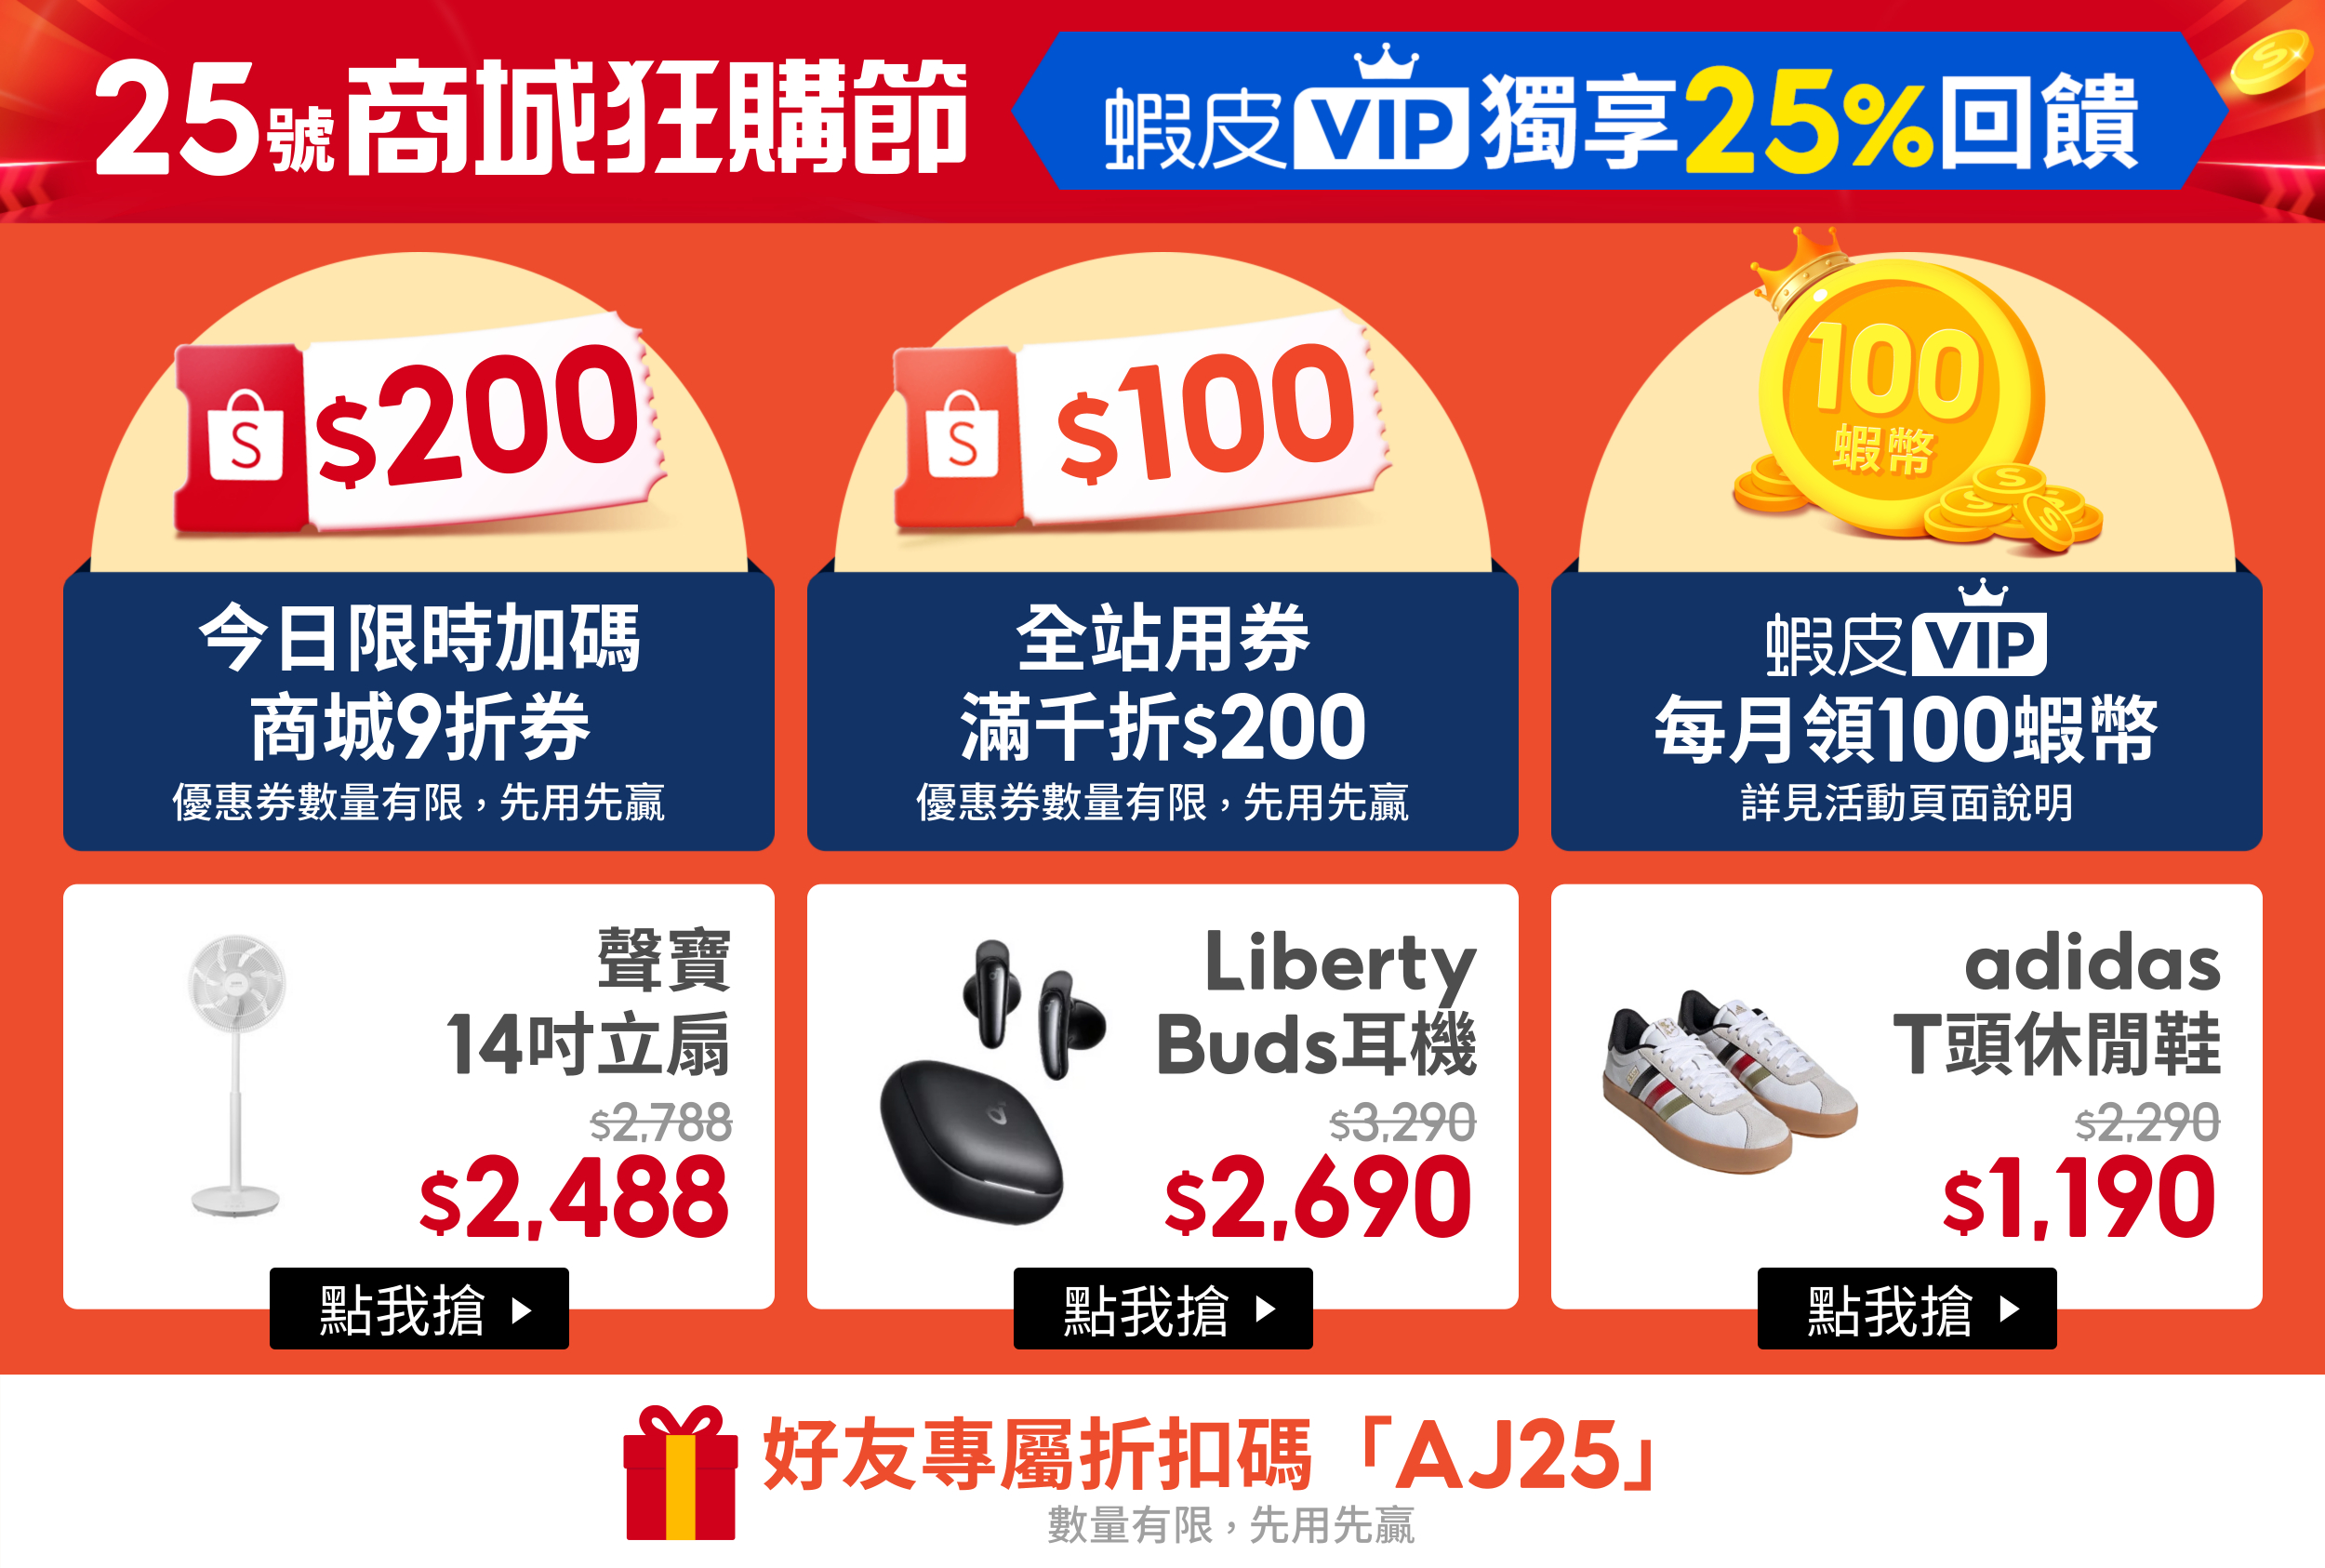 25號商城狂購節
蝦皮VIP獨享25%回饋
$200
$100
100
蝦幣
今日限時加碼
商城9折券
優惠券數量有限，先用先贏
全站用券
滿千折$200
優惠券數量有限，先用先贏
蝦皮VIP
每月領100蝦幣
詳見活動頁面說明
聲寶
14吋立扇
$2,788
$2,488
點我搶
Liberty
Buds耳機
$3,290
$2,690
點我搶
adidas
T頭休閒鞋
$2,290
$1,190
點我搶
好友專屬折扣碼「AJ25」
數量有限，先用先贏